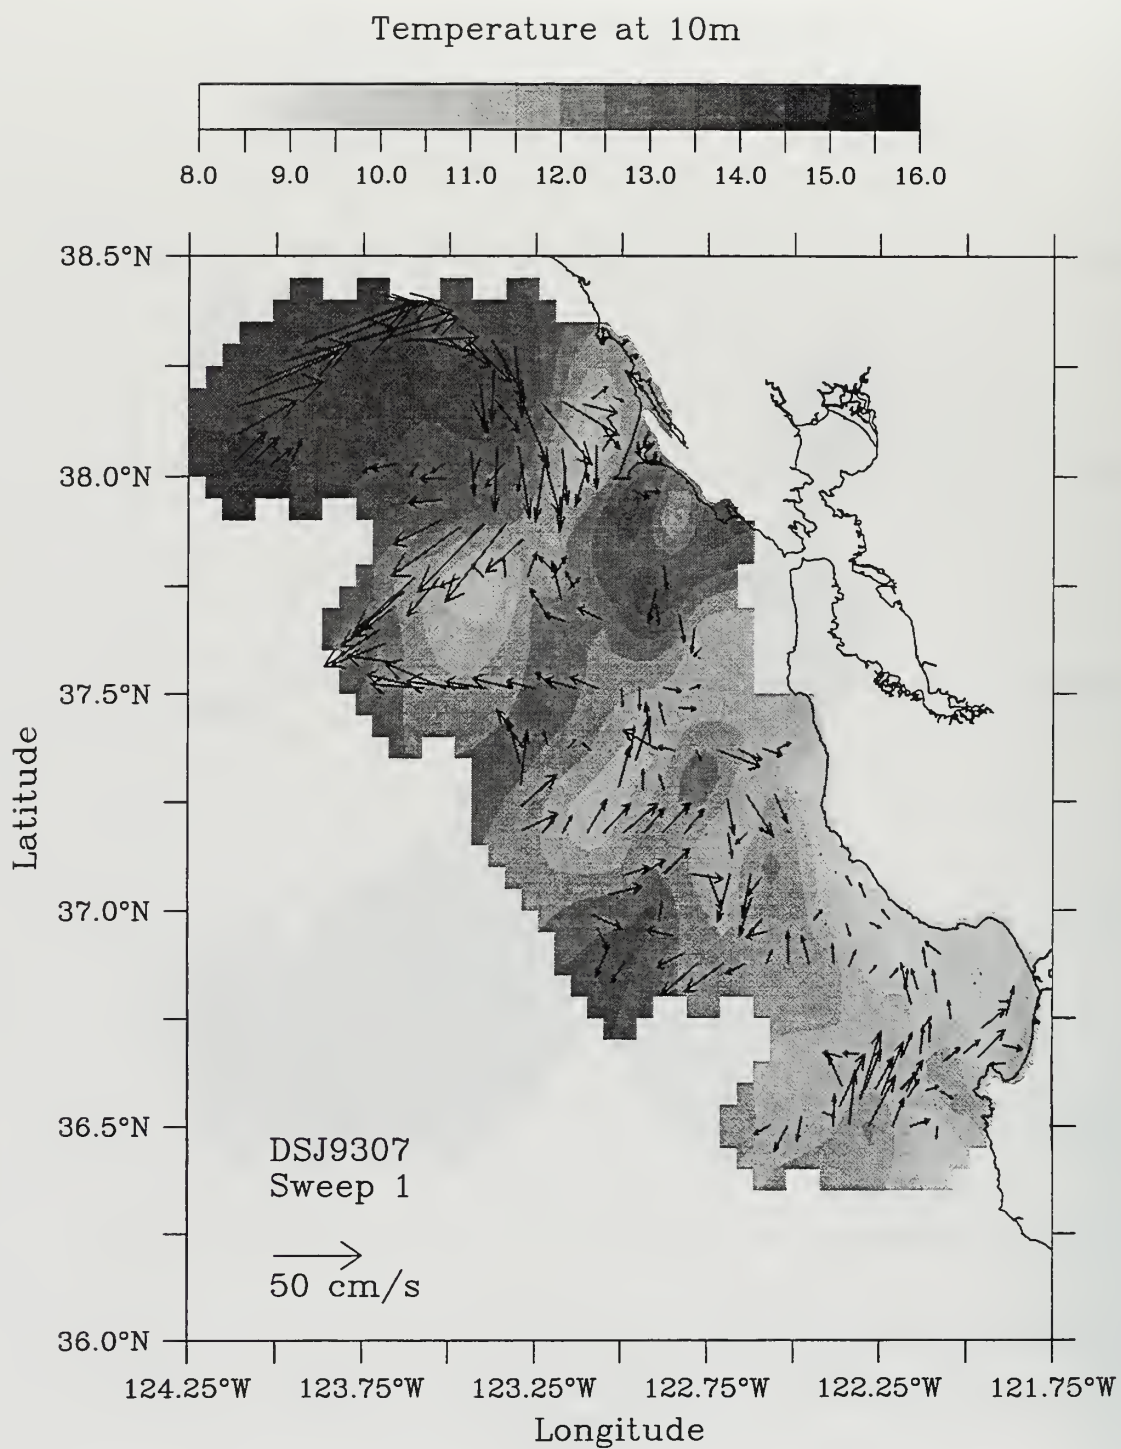 Temperature at 10m
8.0 9.0 10.0 11.0 12.0 13.0 14.0 15.0 16.0
38.5°N
38.0°N
37.5°N
37.0°N
36.5°N
36.0°N
Latitude
DSJ9307
Sweep 1
50 cm/s
124.25°W 123.75°W 123.25°W 122.75°W 122.25°W 121.75°W
Longitude